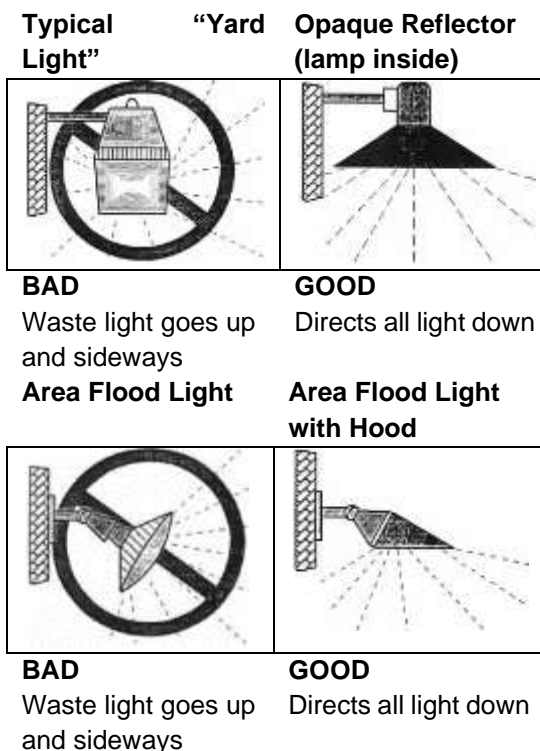 Typical "Yard Light"
Opaque Reflector (lamp inside)
BAD
Waste light goes up and sideways
GOOD
Directs all light down
Area Flood Light
Area Flood Light with Hood
BAD
Waste light goes up and sideways
GOOD
Directs all light down